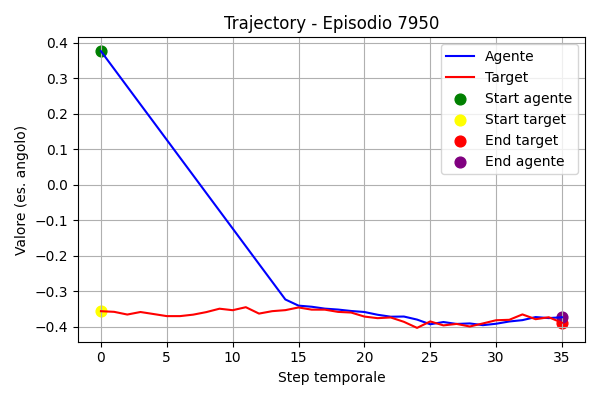 Trajectory - Episodio 7950
Valore (es. angolo)
0.4
0.3
0.2
0.1
0.0
−0.1
−0.2
−0.3
−0.4
Agente
Target
Start agente
Start target
End target
End agente
0 5 10 15 20 25 30 35
Step temporale